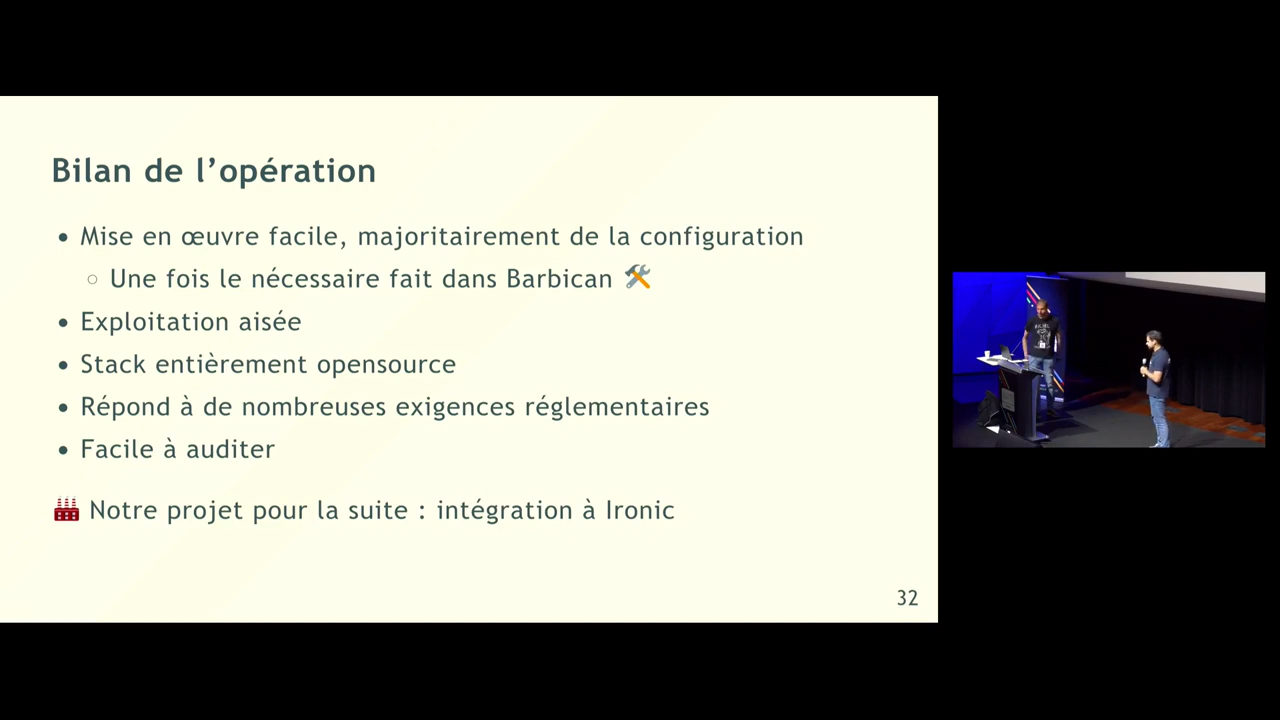 Bilan de l’opération
• Mise en œuvre facile, majoritairement de la configuration
○ Une fois le nécessaire fait dans Barbican
• Exploitation aisée
• Stack entièrement opensource
• Répond à de nombreuses exigences réglementaires
• Facile à auditer
Notre projet pour la suite : intégration à Ironic
32